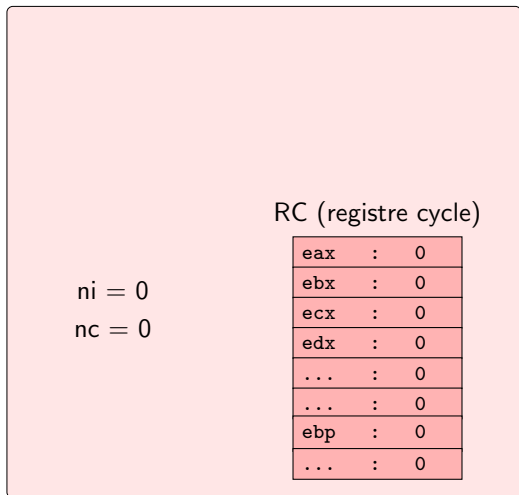 RC (registre cycle)
eax : 0
ebx : 0
ni = 0
ecx : 0
nc = 0
edx : 0
... : 0
... : 0
ebp : 0
... : 0